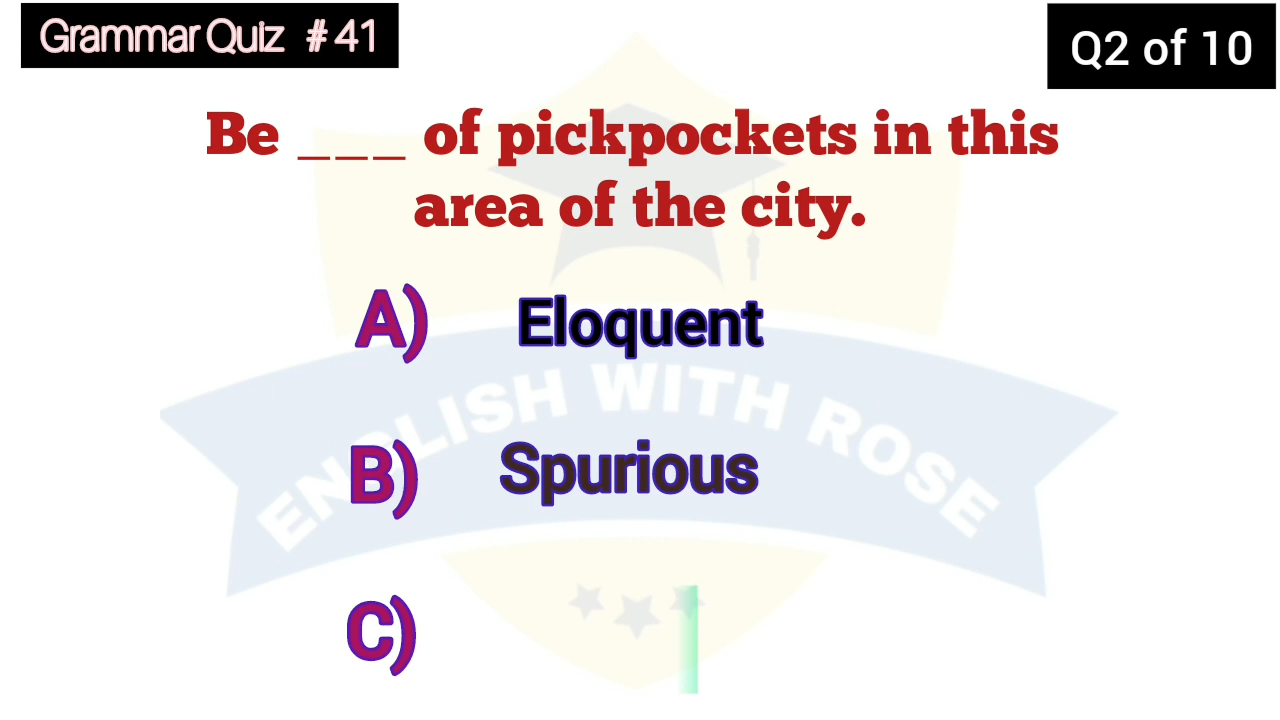 Grammar Quiz # 41
Q2 of 10
Be ___ of pickpockets in this
area of the city.
A) Eloquent
ENGLISH WITH ROSE
B) Spurious
C)